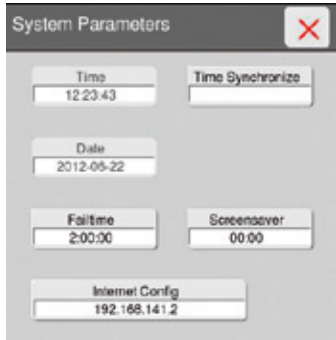 System Parameters
Time
Time Synchronize
12:23:43
Date
2012-06-22
Failtime
Screensaver
2:00:00
00:00
Internet Config
192.168.141.2